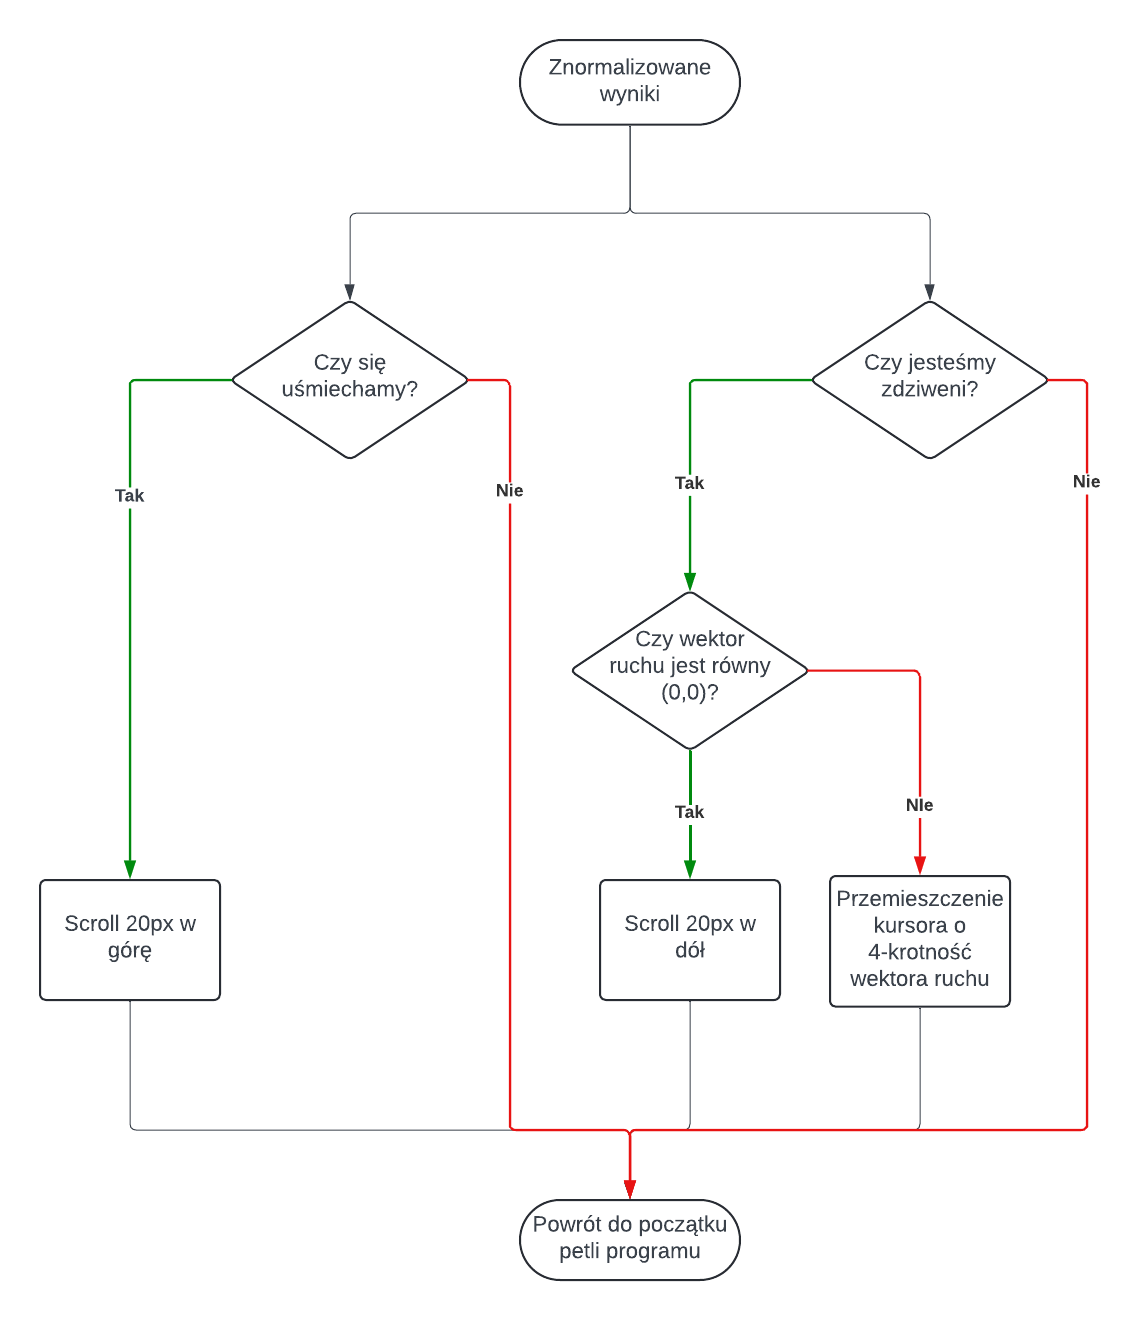 Znormalizowane
wyniki
Czy się
uśmiechamy?
Czy jesteśmy
zdziweni?
Tak
Nie
Tak
Nie
Czy wektor
ruchu jest równy
(0,0)?
Tak
NIe
Scroll 20px w
górę
Scroll 20px w
dół
Przemieszczenie
kursora o
4-krotność
wektora ruchu
Powrót do początku
petli programu